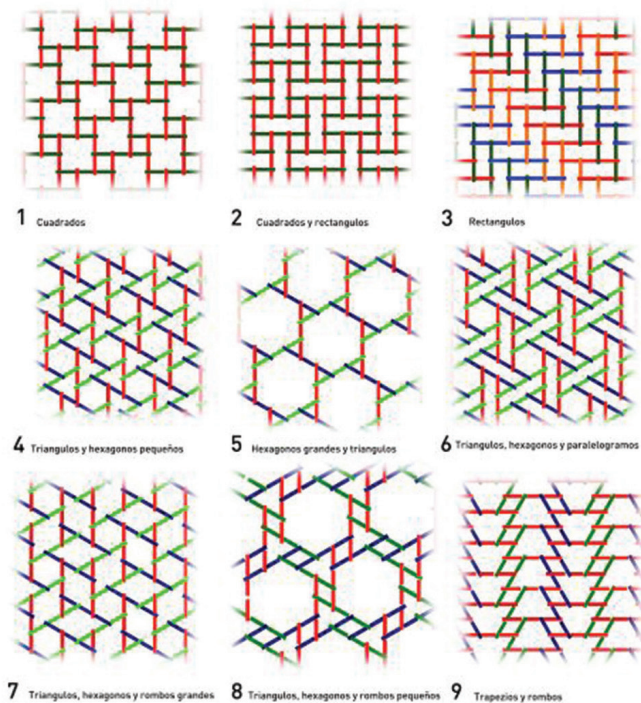 1 Cuadrados
2 Cuadrados y rectangulos
3 Rectangulos
4 Triangulos y hexagonos pequeños
5 Hexagonos grandes y triangulos
6 Triangulos, hexagonos y paralelogramos
7 Triangulos, hexagonos y rombos grandes
8 Triangulos, hexagonos y rombos pequeños
9 Trapezios y rombos